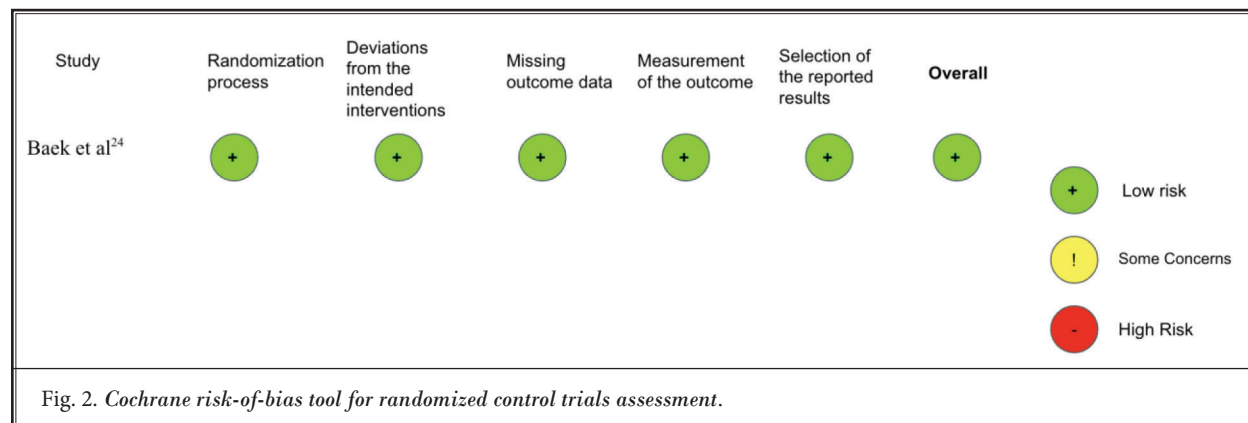 Study
Randomization
process
Deviations
from the
intended
interventions
Missing
outcome data
Measurement
of the outcome
Selection of
the reported
results
Overall
Baek et al24
+
+
+
+
+
+
+
Low risk
!
Some Concerns
-
High Risk
Fig. 2. Cochrane risk-of-bias tool for randomized control trials assessment.